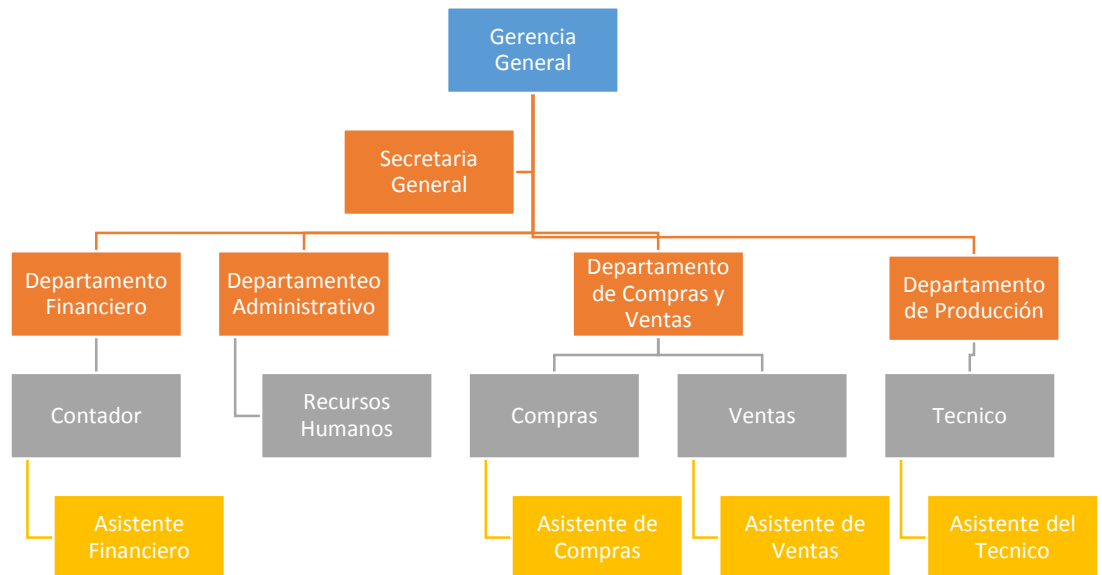 Gerencia
General
Secretaria
General
Departamento
Financiero
Departamenteo
Administrativo
Departamento
de Compras y
Ventas
Departamento
de Producción
Contador
Recursos
Humanos
Compras
Ventas
Tecnico
Asistente
Financiero
Asistente de
Compras
Asistente de
Ventas
Asistente del
Tecnico